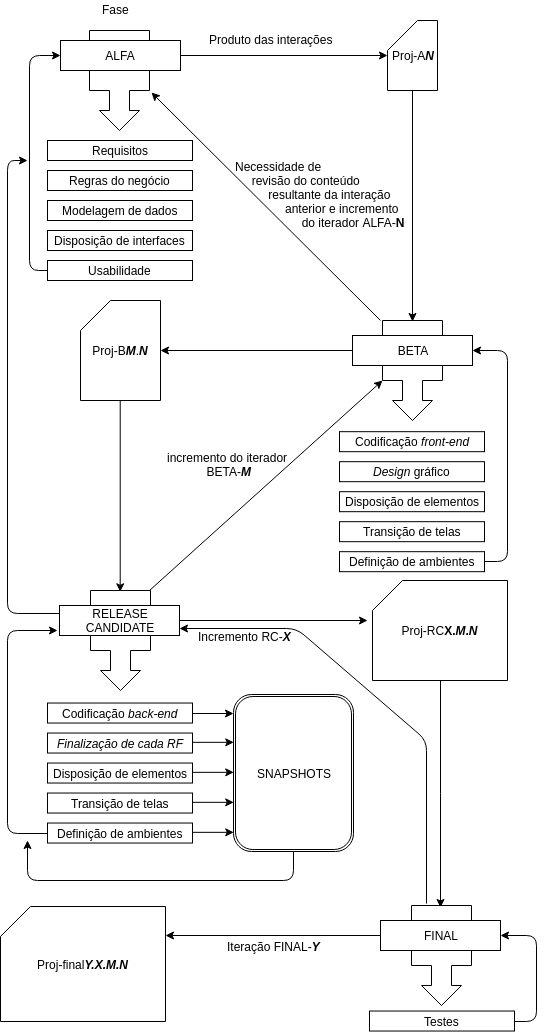 Fase
ALFA
Produto das interações
Proj-AN
Requisitos
Regras do negócio
Modelagem de dados
Disposição de interfaces
Usabilidade
Necessidade de
revisão do conteúdo
resultante da interação
anterior e incremento
do iterador ALFA-N
Proj-BM.N
BETA
Codificação front-end
Design gráfico
Disposição de elementos
Transição de telas
Definição de ambientes
incremento do iterador
BETA-M
RELEASE
CANDIDATE
Incremento RC-X
Proj-RCX.M.N
Codificação back-end
Finalização de cada RF
Disposição de elementos
Transição de telas
Definição de ambientes
SNAPSHOTS
Proj-finalY.X.M.N
Iteração FINAL-Y
FINAL
Testes